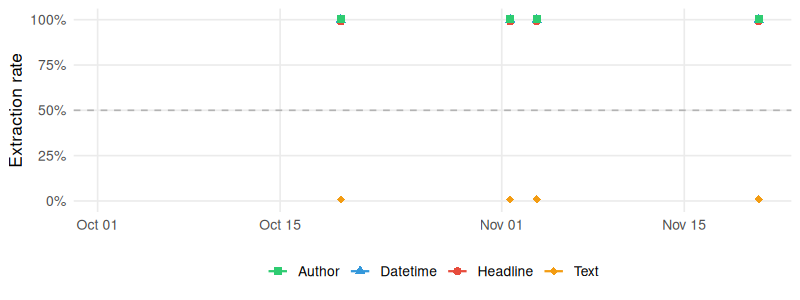 100%
75%
50%
25%
0%
Extraction rate
Oct 01 Oct 15 Nov 01 Nov 15
Author Datetime Headline Text